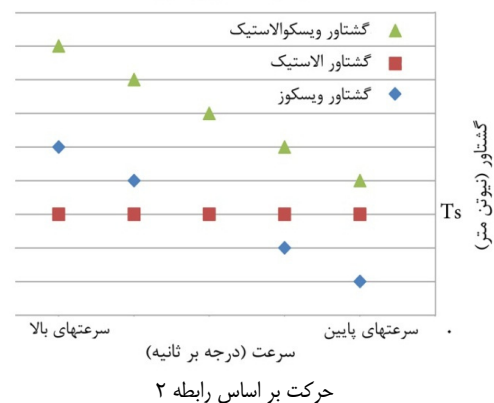 گشتاور ویسکوالاستیک
گشتاور الاستیک
گشتاور ویسکوز
گشتاور (نیوتن متر)
Ts
۰
سرعتهای پایین
سرعتهای بالا
سرعت (درجه بر ثانیه)
حرکت بر اساس رابطه ۲